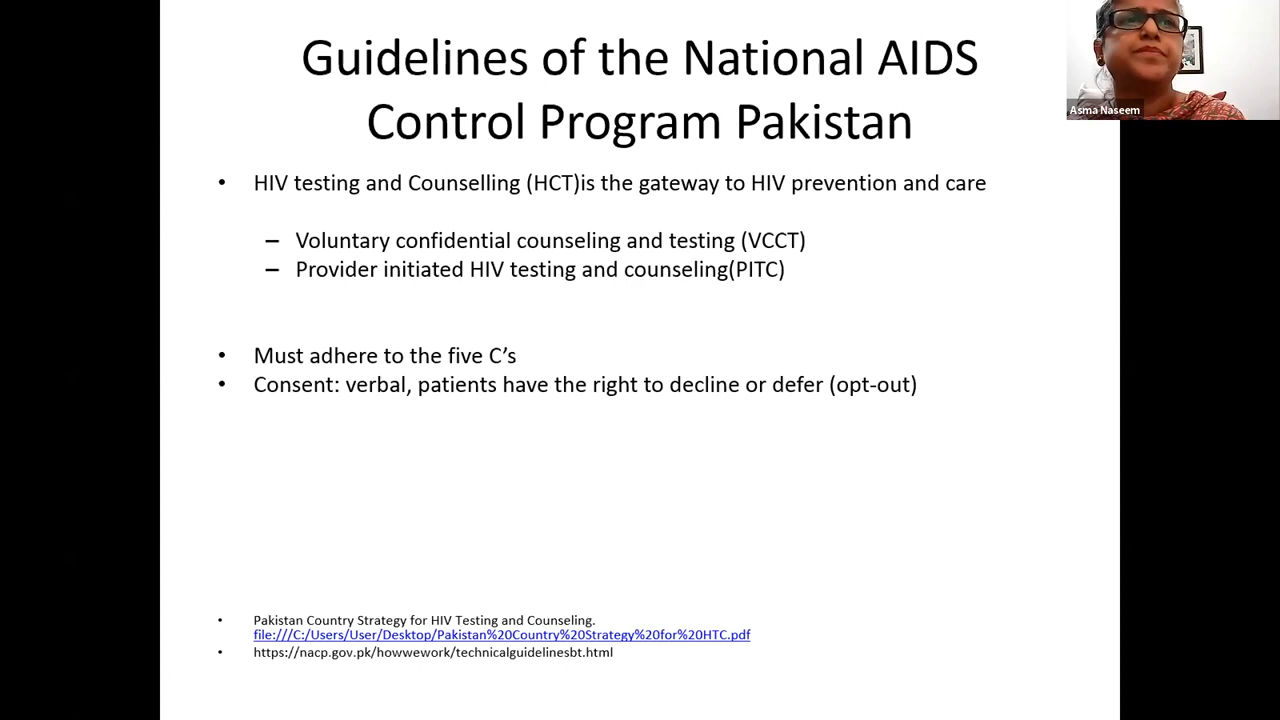 Guidelines of the National AIDS
Control Program Pakistan
Asma Naseem
• HIV testing and Counselling (HCT)is the gateway to HIV prevention and care
– Voluntary confidential counseling and testing (VCCT)
– Provider initiated HIV testing and counseling(PITC)
• Must adhere to the five C’s
• Consent: verbal, patients have the right to decline or defer (opt-out)
• Pakistan Country Strategy for HIV Testing and Counseling.
file:///C:/Users/User/Desktop/Pakistan%20Country%20Strategy%20for%20HTC.pdf
• https://nacp.gov.pk/howwework/technicalguidelinesbt.html